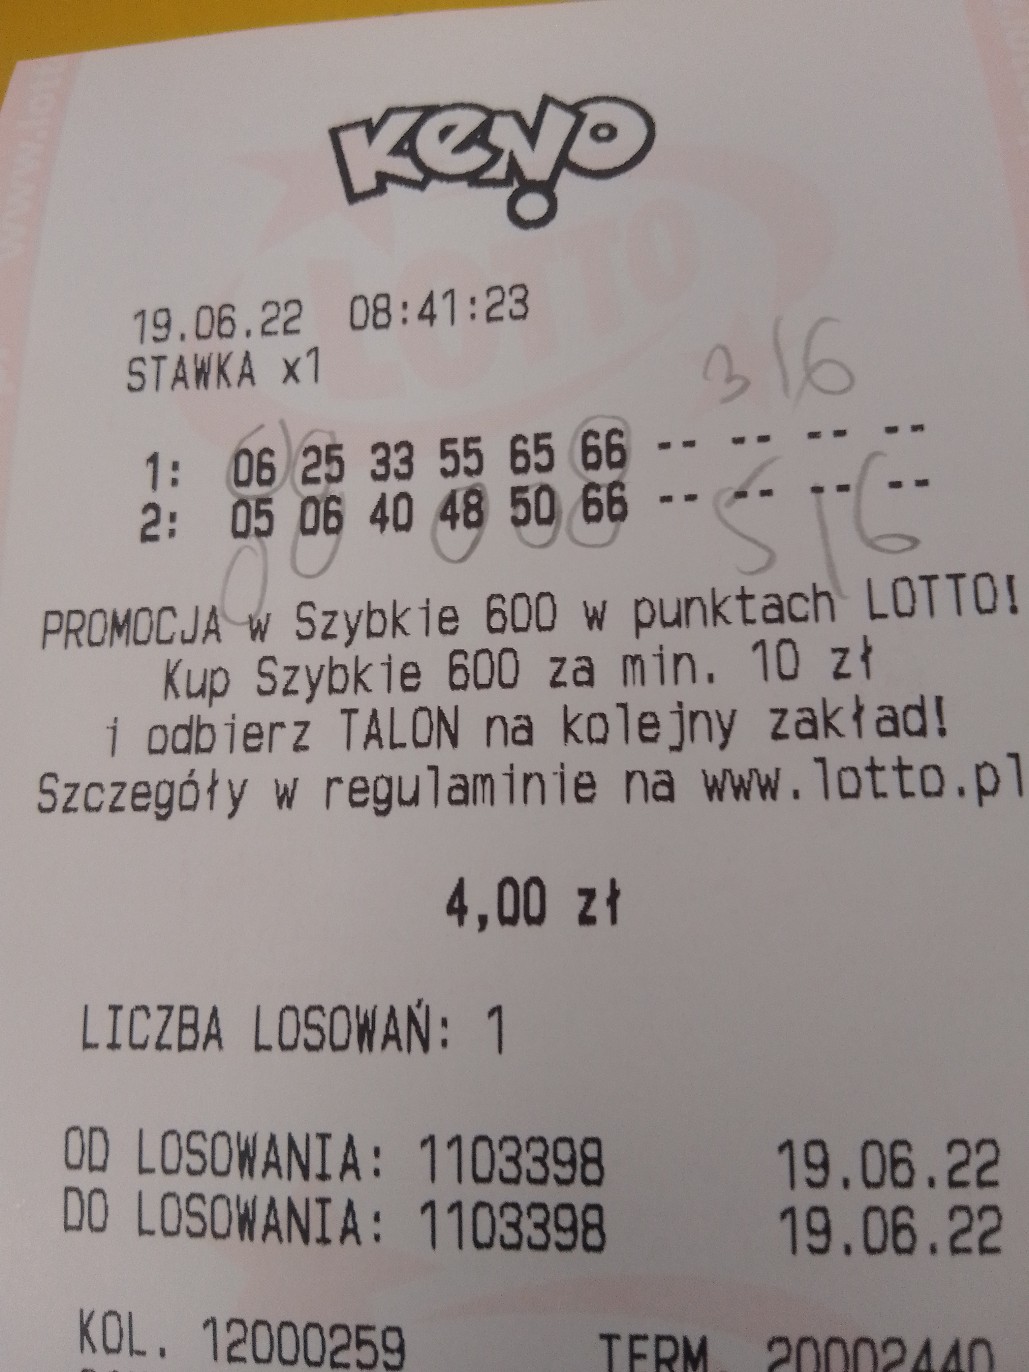 KENO
LOTTO
19.06.22 08:41:23
STAWKA x1
3/6
1: 06 25 33 55 65 66 -- -- -- --
2: 05 06 40 48 50 66 -- -- -- --
5/6
PROMOCJA w Szybkie 600 w punktach LOTTO!
Kup Szybkie 600 za min. 10 zł
i odbierz TALON na kolejny zakład!
Szczegóły w regulaminie na www.lotto.pl
4,00 zł
LICZBA LOSOWAŃ: 1
OD LOSOWANIA: 1103398 19.06.22
DO LOSOWANIA: 1103398 19.06.22
KOL. 12000259 TERM. 20002440